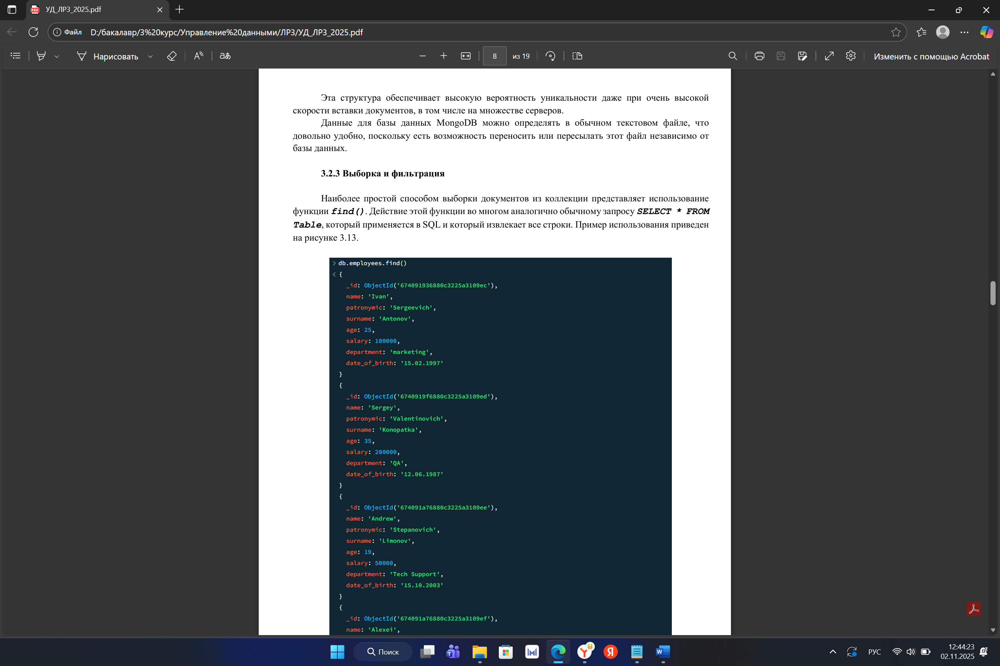 УД_ЛР3_2025.pdf
Файл D:/бакалавр/3%20курс/Управление%20данными/ЛР3/УД_ЛР3_2025.pdf
Нарисовать
8 из 19
Изменить с помощью Acrobat
Эта структура обеспечивает высокую вероятность уникальности даже при очень высокой
скорости вставки документов, в том числе на множестве серверов.
Данные для базы данных MongoDB можно определять в обычном текстовом файле, что
довольно удобно, поскольку есть возможность переносить или пересылать этот файл независимо от
базы данных.
3.2.3 Выборка и фильтрация
Наиболее простой способом выборки документов из коллекции представляет использование
функции find(). Действие этой функции во многом аналогично обычному запросу SELECT * FROM
Table, который применяется в SQL и который извлекает все строки. Пример использования приведен
на рисунке 3.13.
> db.employees.find()
< {
_id: ObjectId('674091936880c3225a3109ec'),
name: 'Ivan',
patronymic: 'Sergeevich',
surname: 'Antonov',
age: 25,
salary: 100000,
department: 'marketing',
date_of_birth: '15.02.1997'
}
{
_id: ObjectId('6740919f6880c3225a3109ed'),
name: 'Sergey',
patronymic: 'Valentinovich',
surname: 'Konopatka',
age: 35,
salary: 200000,
department: 'QA',
date_of_birth: '12.06.1987'
}
{
_id: ObjectId('674091a76880c3225a3109ee'),
name: 'Andrew',
patronymic: 'Stepanovich',
surname: 'Limonov',
age: 19,
salary: 50000,
department: 'Tech Support',
date_of_birth: '15.10.2003'
}
{
_id: ObjectId('674091a76880c3225a3109ef'),
name: 'Alexei',
Поиск
РУС
12:44:23
02.11.2025